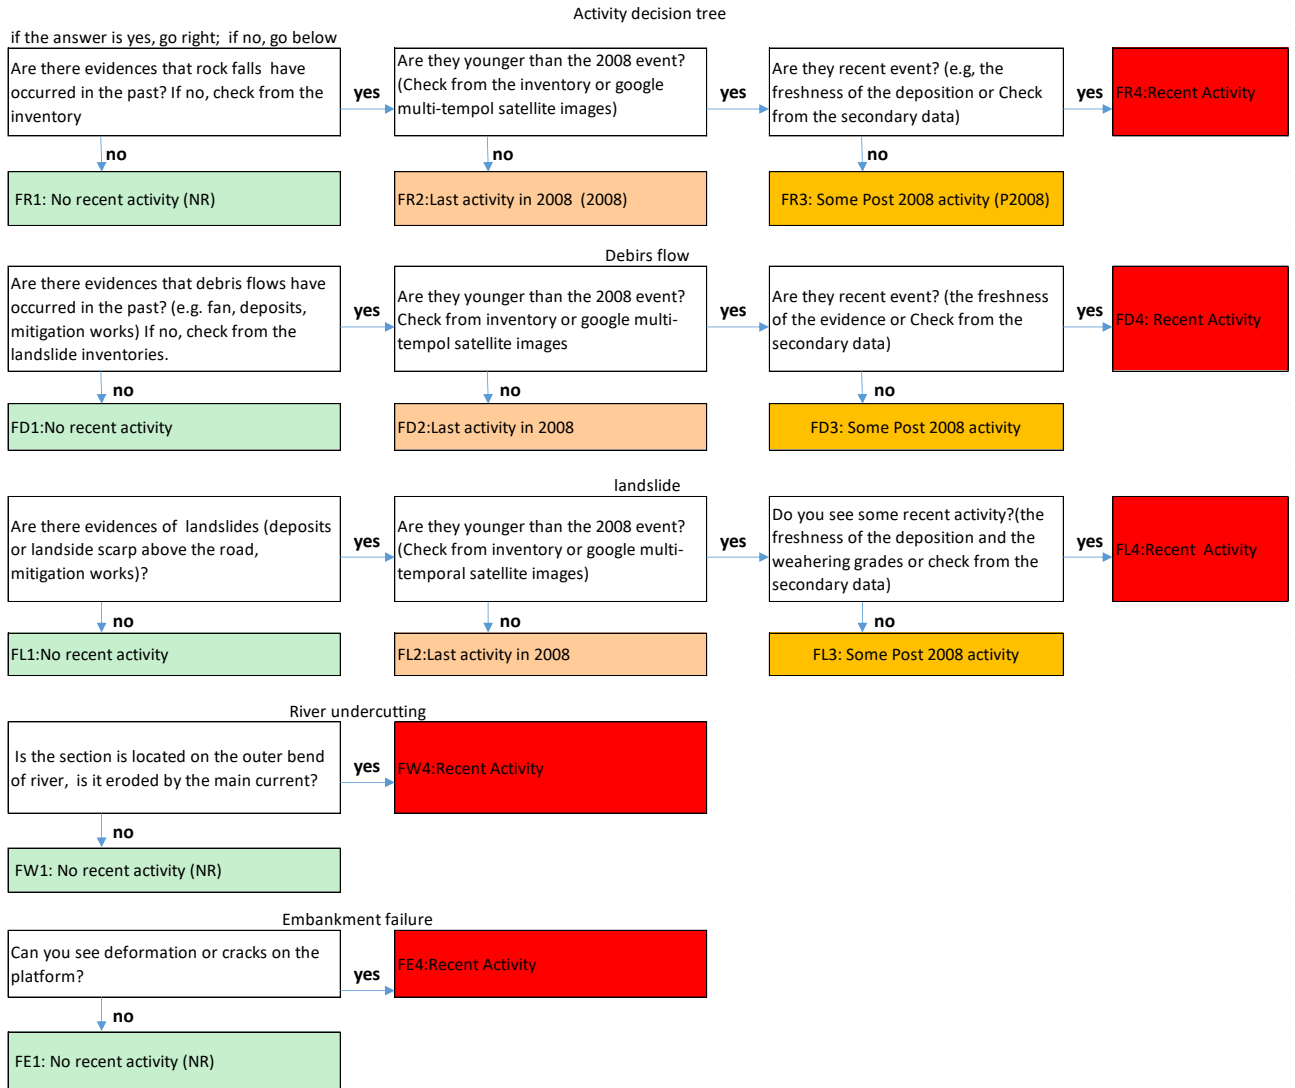 Activity decision tree
if the answer is yes, go right;  if no, go below
Are there evidences that rock falls  have
occurred in the past? If no, check from the
inventory
yes
Are they younger than the 2008 event?
(Check from the inventory or google
multi-tempol satellite images)
yes
Are they recent event? (e.g, the
freshness of the deposition or Check
from the secondary data)
yes
FR4:Recent Activity
no
no
no
FR1: No recent activity (NR)
FR2:Last activity in 2008  (2008)
FR3: Some Post 2008 activity (P2008)
Debirs flow
Are there evidences that debris flows have
occurred in the past? (e.g. fan, deposits,
mitigation works) If no, check from the
landslide inventories.
yes
Are they younger than the 2008 event?
Check from inventory or google multi-
tempol satellite images
yes
Are they recent event? (the freshness
of the evidence or Check from the
secondary data)
yes
FD4: Recent Activity
no
no
no
FD1:No recent activity
FD2:Last activity in 2008
FD3: Some Post 2008 activity
landslide
Are there evidences of  landslides (deposits
or landside scarp above the road,
mitigation works)?
yes
Are they younger than the 2008 event?
(Check from inventory or google multi-
temporal satellite images)
yes
Do you see some recent activity?(the
freshness of the deposition and the
weahering grades or check from the
secondary data)
yes
FL4:Recent  Activity
no
no
no
FL1:No recent activity
FL2:Last activity in 2008
FL3: Some Post 2008 activity
River undercutting
Is the section is located on the outer bend
of river,  is it eroded by the main current?
yes
FW4:Recent Activity
no
FW1: No recent activity (NR)
Embankment failure
Can you see deformation or cracks on the
platform?
yes
FE4:Recent Activity
no
FE1: No recent activity (NR)